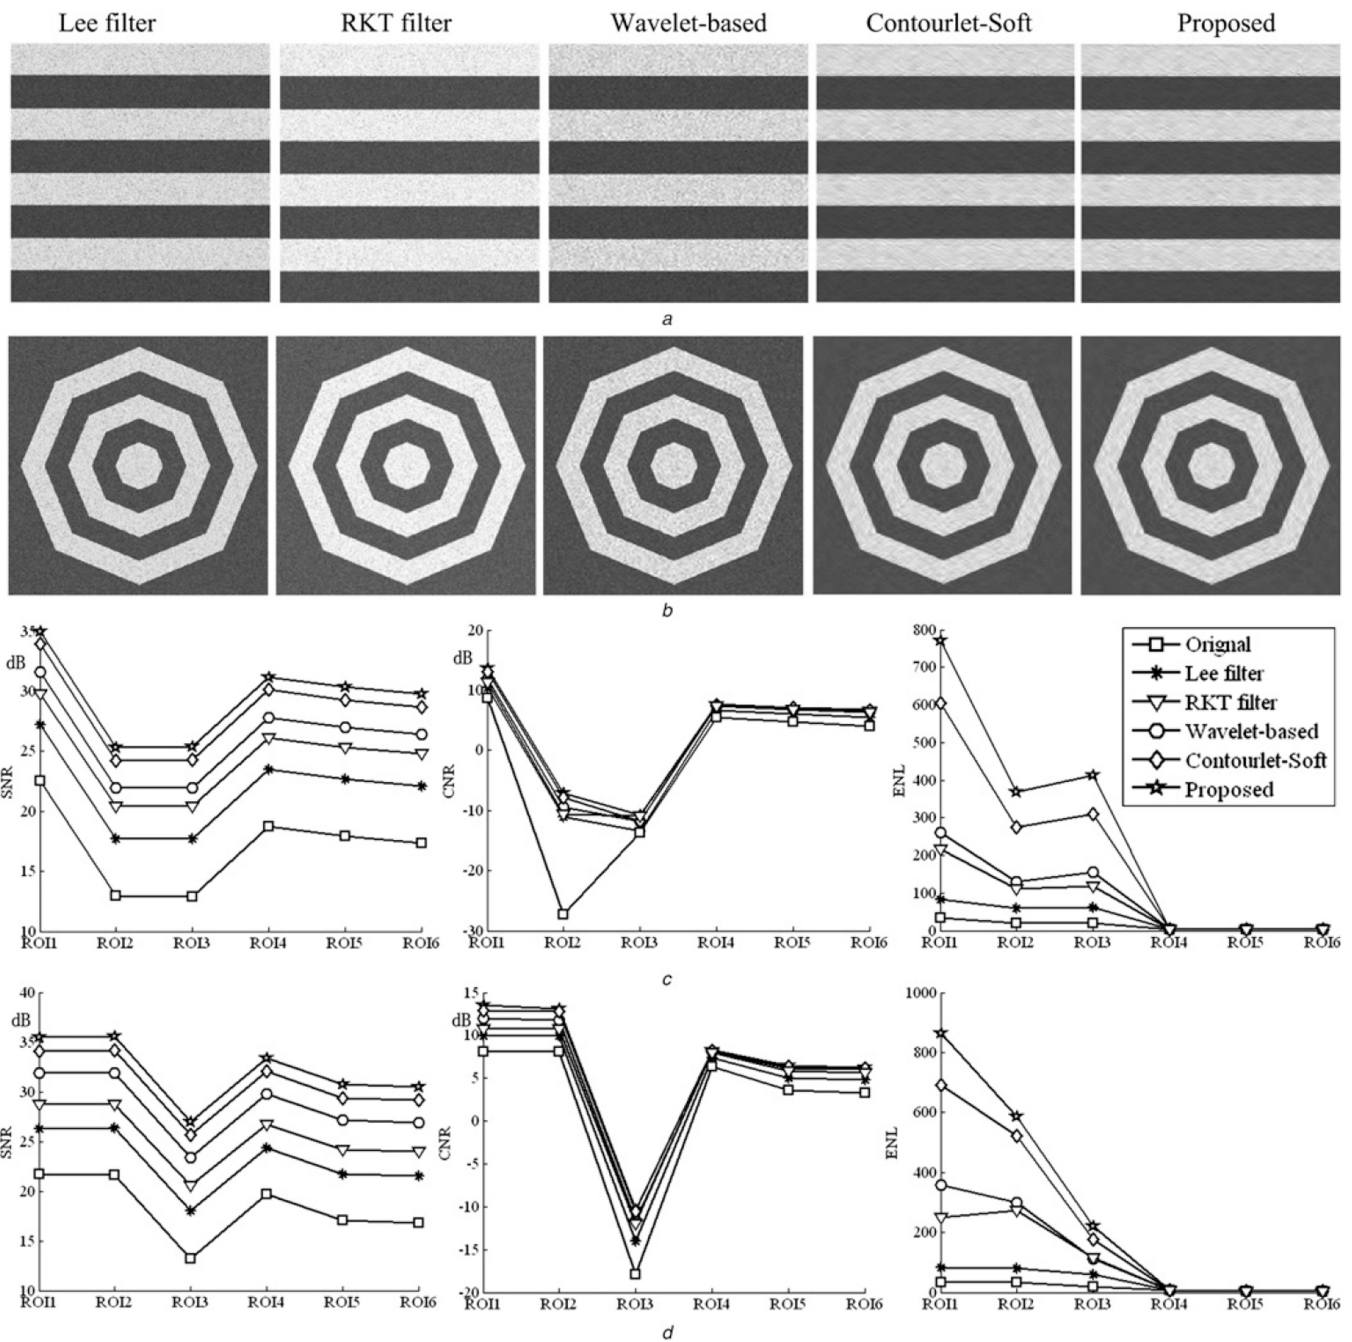 Lee filter
RKT filter
Wavelet-based
Contourlet-Soft
Proposed
a
b
35
dB
30
25
20
15
10
SNR
ROI1 ROI2 ROI3 ROI4 ROI5 ROI6
20
dB
10
0
-10
-20
-30
CNR
ROI1 ROI2 ROI3 ROI4 ROI5 ROI6
800
700
600
500
400
300
200
100
0
ENL
ROI1 ROI2 ROI3 ROI4 ROI5 ROI6
Orignal
Lee filter
RKT filter
Wavelet-based
Contourlet-Soft
Proposed
c
40
dB
35
30
25
20
15
10
SNR
ROI1 ROI2 ROI3 ROI4 ROI5 ROI6
15
dB
10
5
0
-5
-10
-15
-20
CNR
ROI1 ROI2 ROI3 ROI4 ROI5 ROI6
1000
800
600
400
200
0
ENL
ROI1 ROI2 ROI3 ROI4 ROI5 ROI6
d